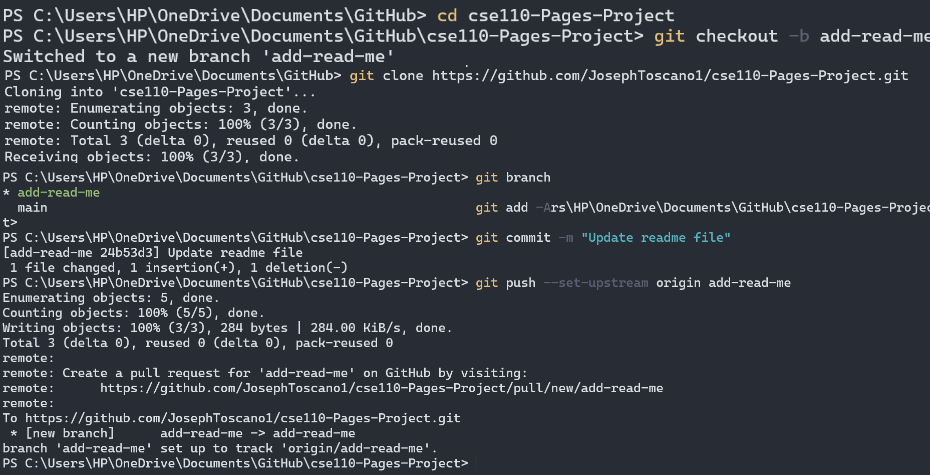 PS C:\Users\HP\OneDrive\Documents\GitHub> cd cse110-Pages-Project
PS C:\Users\HP\OneDrive\Documents\GitHub\cse110-Pages-Project> git checkout -b add-read-me
Switched to a new branch 'add-read-me'
PS C:\Users\HP\OneDrive\Documents\GitHub> git clone https://github.com/JosephToscano1/cse110-Pages-Project.git
Cloning into 'cse110-Pages-Project'...
remote: Enumerating objects: 3, done.
remote: Counting objects: 100% (3/3), done.
remote: Total 3 (delta 0), reused 0 (delta 0), pack-reused 0
Receiving objects: 100% (3/3), done.
PS C:\Users\HP\OneDrive\Documents\GitHub\cse110-Pages-Project> git branch
* add-read-me
  main                                                         git add -Ars\HP\OneDrive\Documents\GitHub\cse110-Pages-Projec
t>
PS C:\Users\HP\OneDrive\Documents\GitHub\cse110-Pages-Project> git commit -m "Update readme file"
[add-read-me 24b53d3] Update readme file
 1 file changed, 1 insertion(+), 1 deletion(-)
PS C:\Users\HP\OneDrive\Documents\GitHub\cse110-Pages-Project> git push --set-upstream origin add-read-me
Enumerating objects: 5, done.
Counting objects: 100% (5/5), done.
Writing objects: 100% (3/3), 284 bytes | 284.00 KiB/s, done.
Total 3 (delta 0), reused 0 (delta 0), pack-reused 0
remote:
remote: Create a pull request for 'add-read-me' on GitHub by visiting:
remote:      https://github.com/JosephToscano1/cse110-Pages-Project/pull/new/add-read-me
remote:
To https://github.com/JosephToscano1/cse110-Pages-Project.git
 * [new branch]      add-read-me -> add-read-me
branch 'add-read-me' set up to track 'origin/add-read-me'.
PS C:\Users\HP\OneDrive\Documents\GitHub\cse110-Pages-Project>